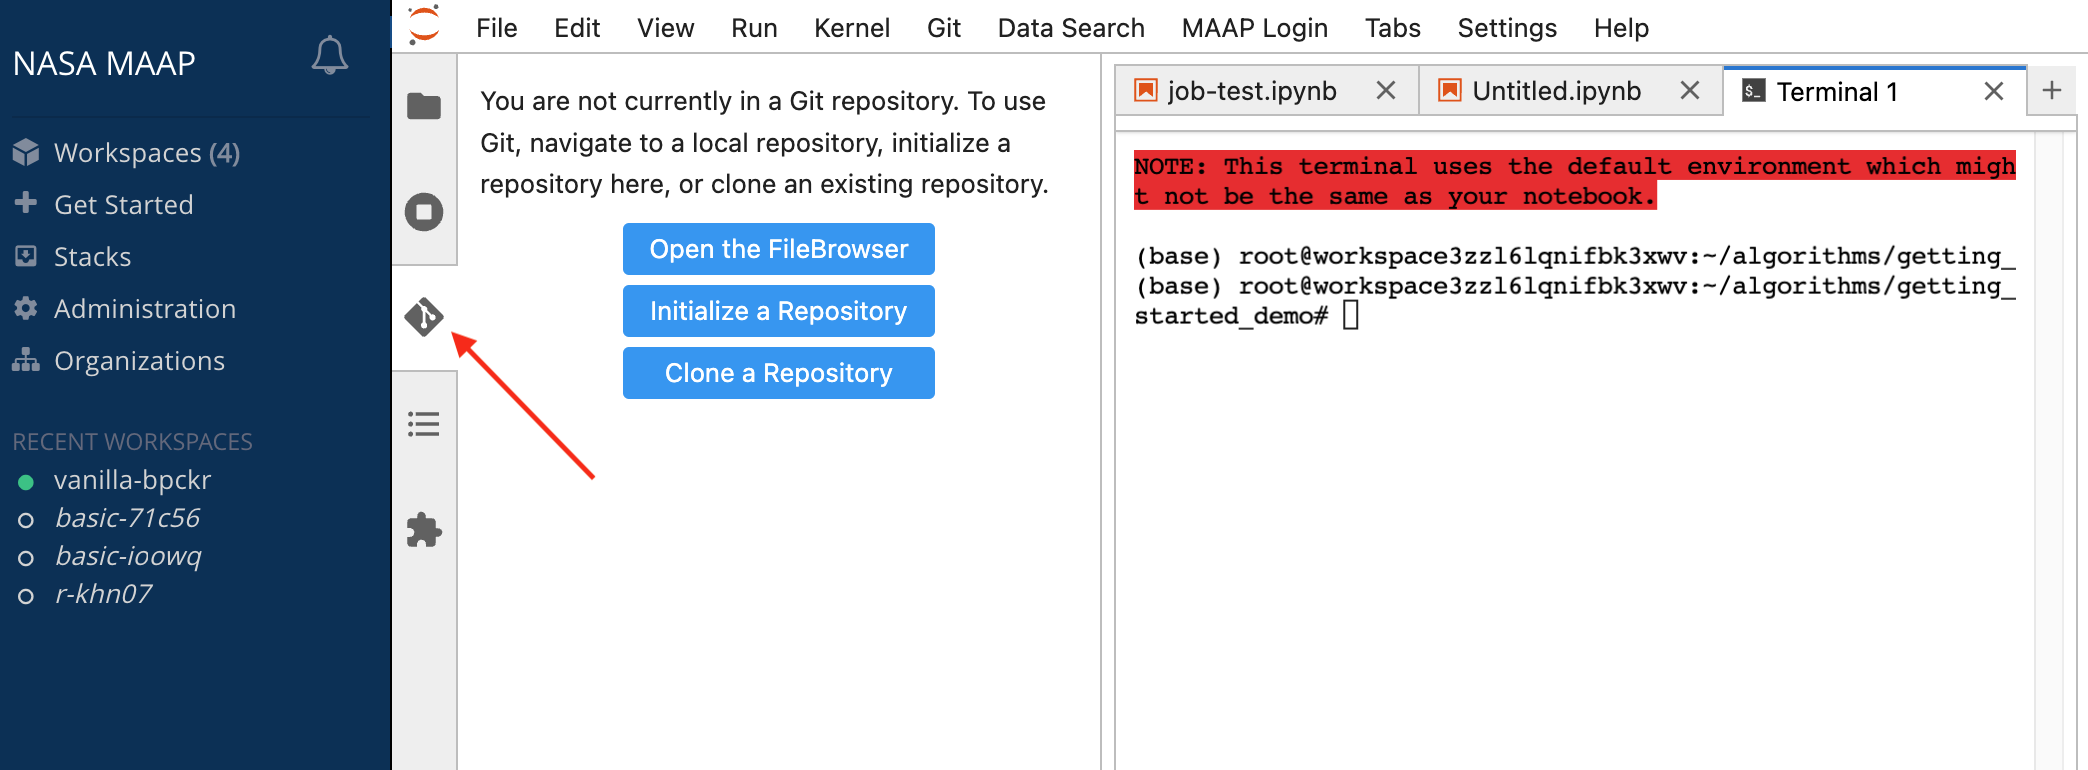 NASA MAAP
Workspaces (4)
Get Started
Stacks
Administration
Organizations
RECENT WORKSPACES
vanilla-bpckr
basic-71c56
basic-ioowq
r-khn07
File Edit View Run Kernel Git Data Search MAAP Login Tabs Settings Help
You are not currently in a Git repository. To use
Git, navigate to a local repository, initialize a
repository here, or clone an existing repository.
Open the FileBrowser
Initialize a Repository
Clone a Repository
job-test.ipynb Untitled.ipynb $_ Terminal 1
NOTE: This terminal uses the default environment which migh
t not be the same as your notebook.
(base) root@workspace3zzl6lqnifbk3xwv:~/algorithms/getting_
(base) root@workspace3zzl6lqnifbk3xwv:~/algorithms/getting_
started_demo#